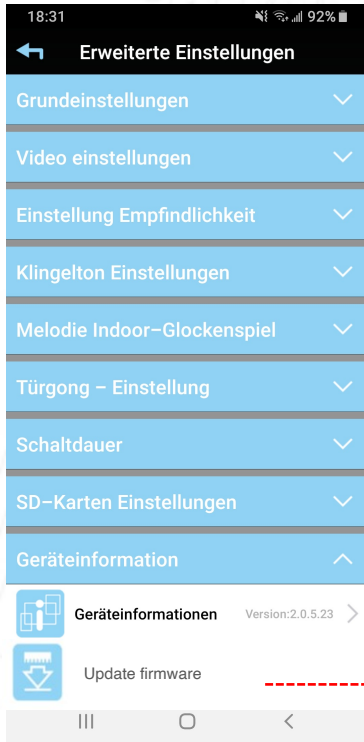 18:31 92%
Erweiterte Einstellungen
Grundeinstellungen
Video einstellungen
Einstellung Empfindlichkeit
Klingelton Einstellungen
Melodie Indoor–Glockenspiel
Türgong – Einstellung
Schaltdauer
SD–Karten Einstellungen
Geräteinformation
Geräteinformationen Version:2.0.5.23
Update firmware